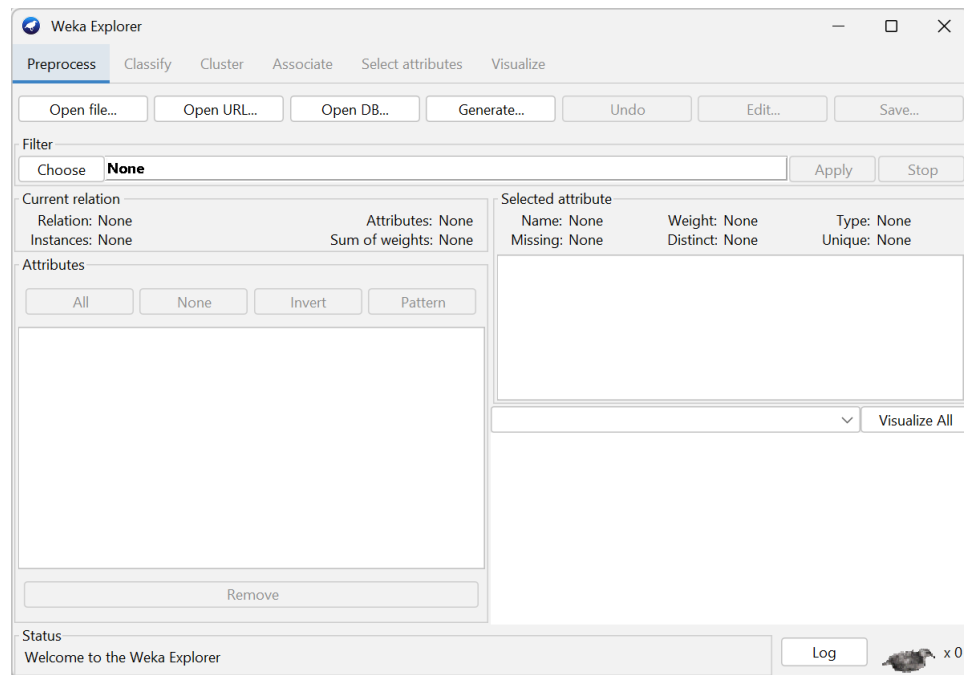 Weka Explorer
Preprocess Classify Cluster Associate Select attributes Visualize
Open file... Open URL... Open DB... Generate... Undo Edit... Save...
Filter
Choose None Apply Stop
Current relation
Relation: None Attributes: None
Instances: None Sum of weights: None
Selected attribute
Name: None Weight: None Type: None
Missing: None Distinct: None Unique: None
Attributes
All None Invert Pattern
Visualize All
Remove
Status
Welcome to the Weka Explorer
Log x 0